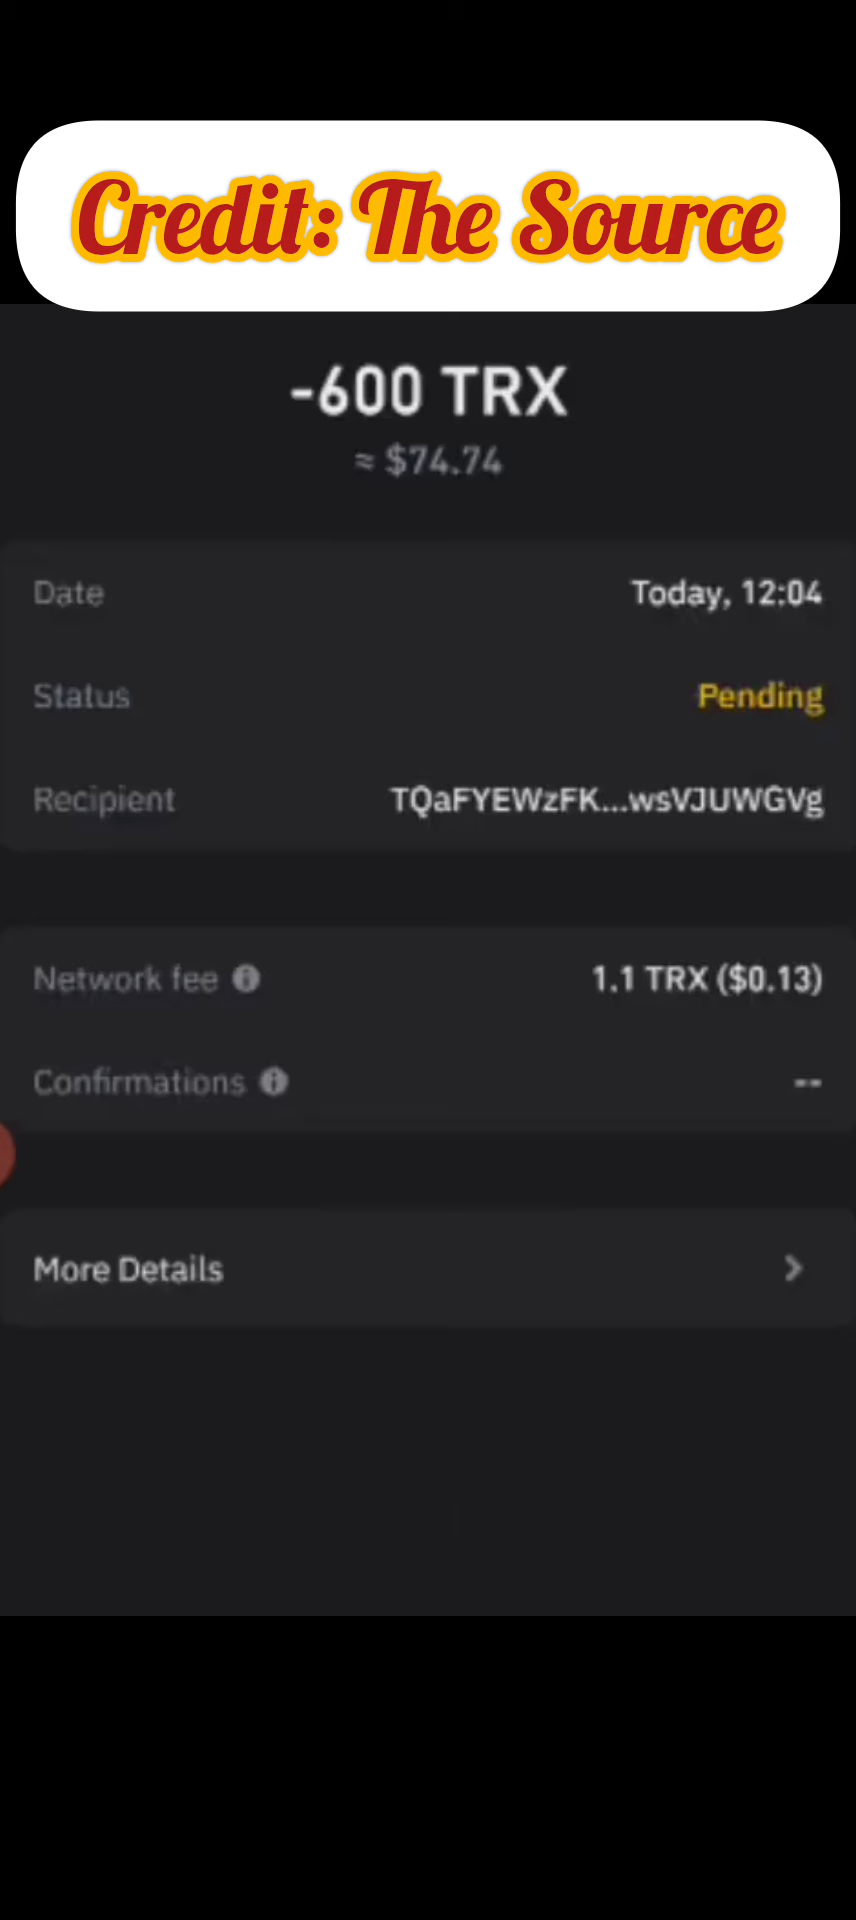 Credit: The Source
-600 TRX
≈ $74.74
Date Today, 12:04
Status Pending
Recipient TQaFYEWzFK...wsVJUWGVg
Network fee 1.1 TRX ($0.13)
Confirmations --
More Details